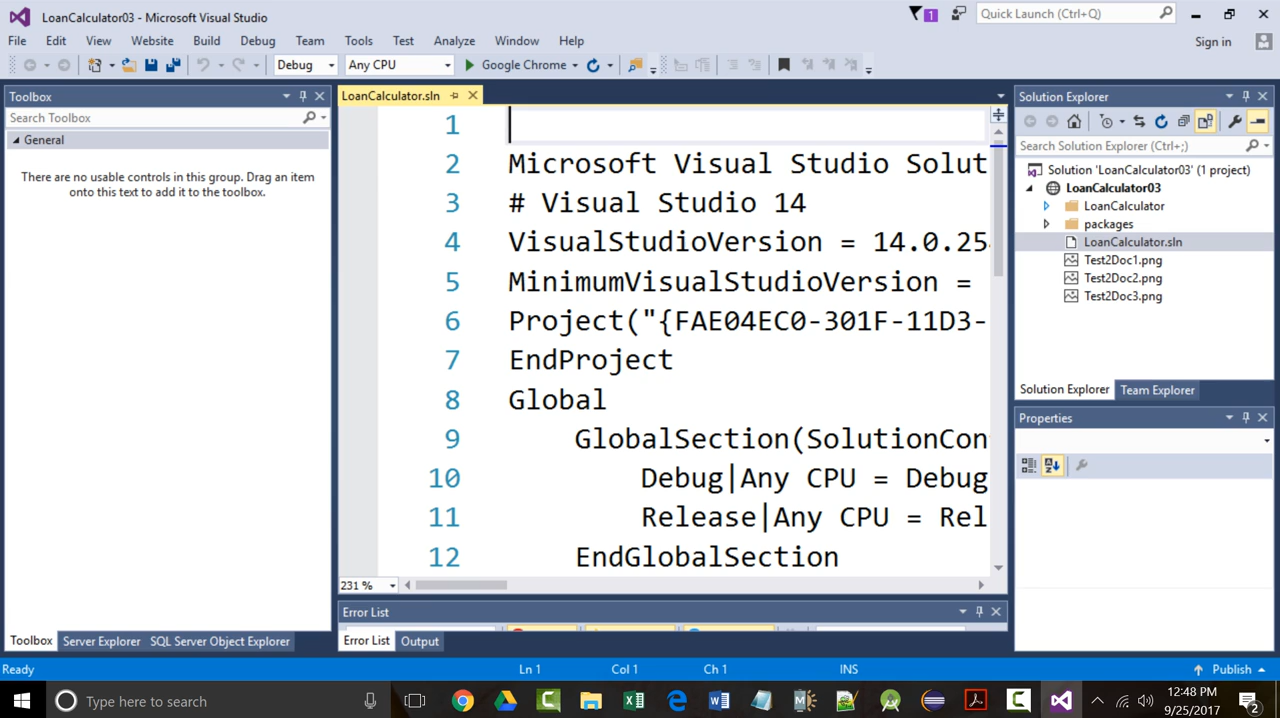 LoanCalculator03 - Microsoft Visual Studio
1
Quick Launch (Ctrl+Q)
File Edit View Website Build Debug Team Tools Test Analyze Window Help
Sign in
Debug
Any CPU
Google Chrome
Toolbox
Search Toolbox
General
There are no usable controls in this group. Drag an item
onto this text to add it to the toolbox.
Toolbox
Server Explorer
SQL Server Object Explorer
LoanCalculator.sln
1
2 Microsoft Visual Studio Solut
3 # Visual Studio 14
4 VisualStudioVersion = 14.0.25
5 MinimumVisualStudioVersion =
6 Project("{FAE04EC0-301F-11D3-
7 EndProject
8 Global
9 GlobalSection(SolutionCon
10 Debug|Any CPU = Debug
11 Release|Any CPU = Rel
12 EndGlobalSection
231 %
Error List
Error List
Output
Solution Explorer
Search Solution Explorer (Ctrl+;)
Solution 'LoanCalculator03' (1 project)
LoanCalculator03
LoanCalculator
packages
LoanCalculator.sln
Test2Doc1.png
Test2Doc2.png
Test2Doc3.png
Solution Explorer
Team Explorer
Properties
Ready
Ln 1
Col 1
Ch 1
INS
Publish
Type here to search
12:48 PM
9/25/2017
2